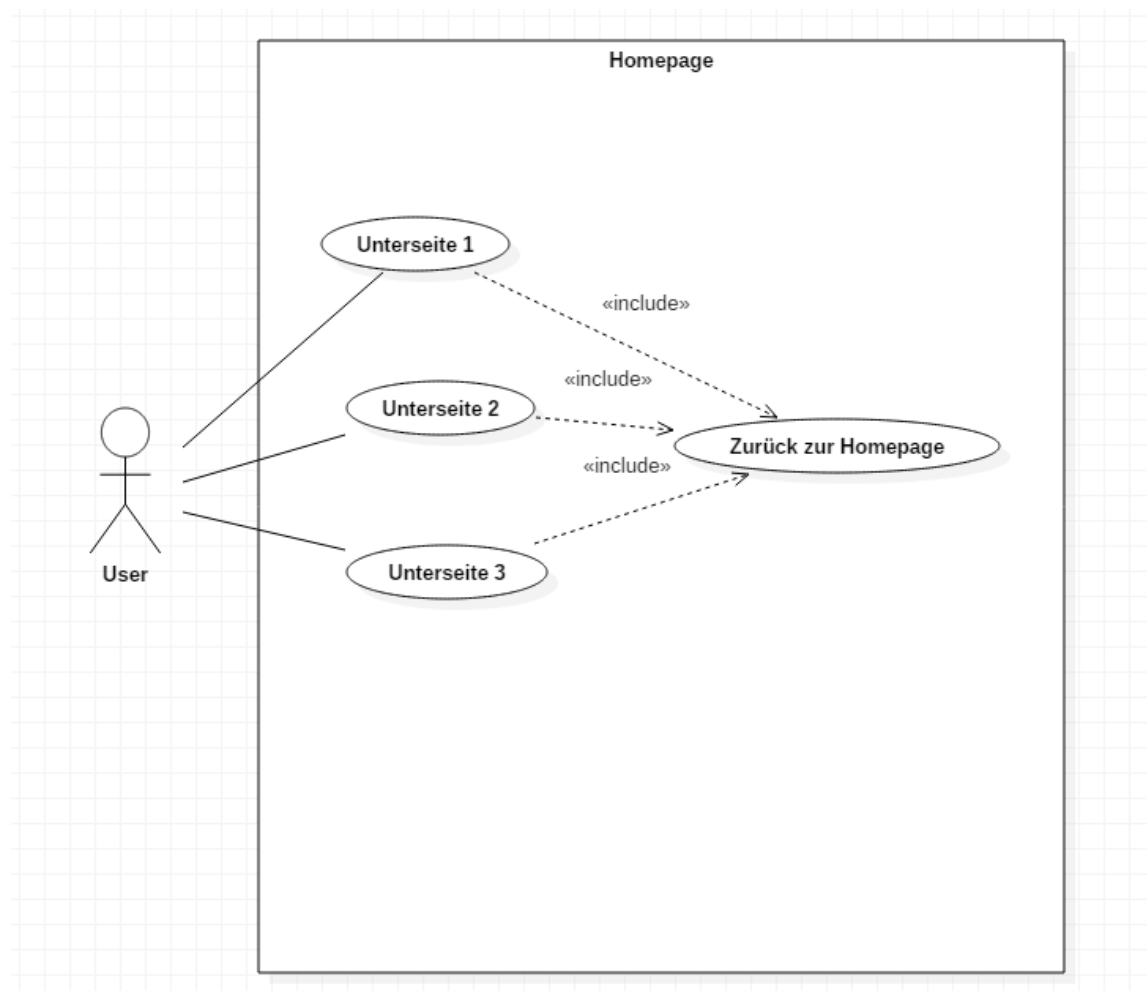 Homepage
Unterseite 1
«include»
«include»
Unterseite 2
Zurück zur Homepage
«include»
Unterseite 3
User